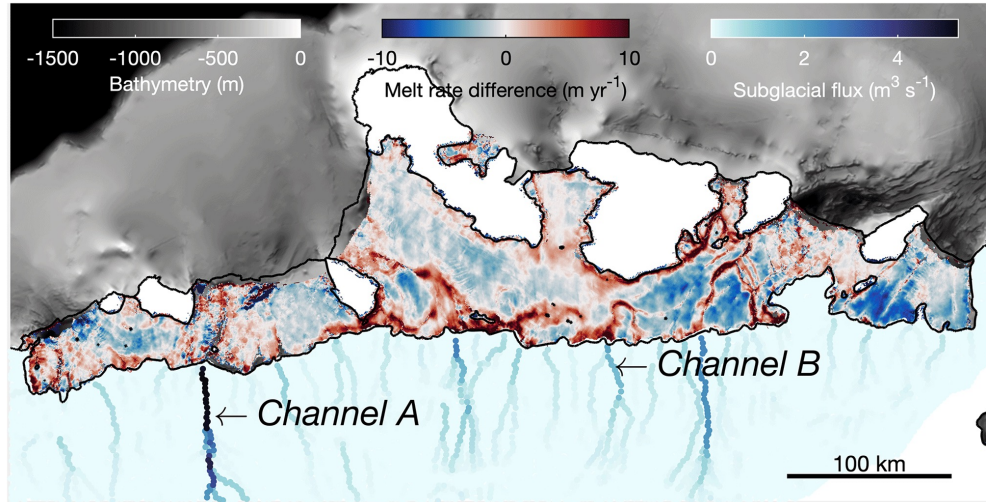 -1500 -1000 -500 0
Bathymetry (m)
-10 0 10
Melt rate difference (m yr⁻¹)
0 2 4
Subglacial flux (m³ s⁻¹)
← Channel B
← Channel A
100 km